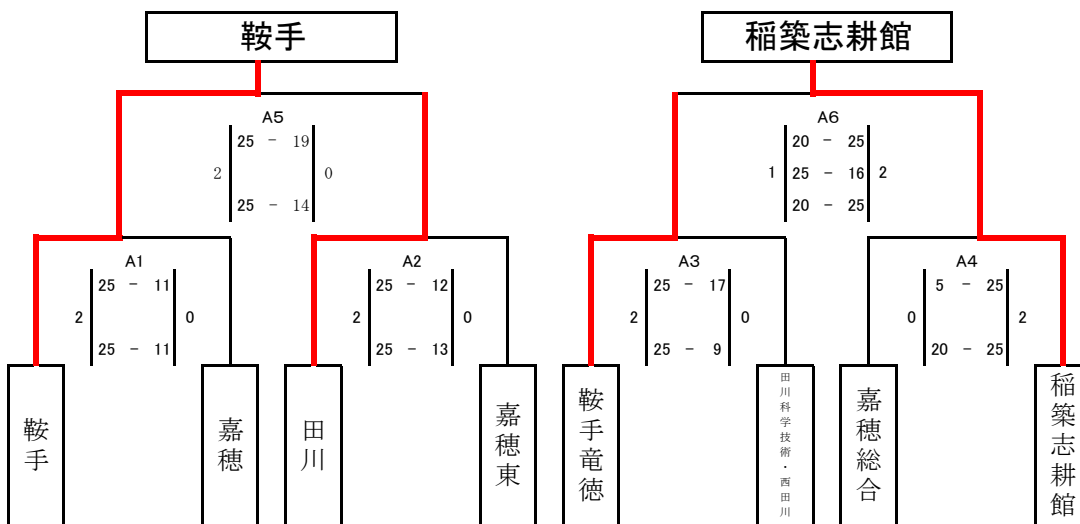 鞍手
稲築志耕館
A5
25 － 19
2
0
25 － 14
A6
20 － 25
1
25 － 16
2
20 － 25
A1
25 － 11
2
0
25 － 11
A2
25 － 12
2
0
25 － 13
A3
25 － 17
2
0
25 － 9
A4
5 － 25
0
2
20 － 25
鞍手
嘉穂
田川
嘉穂東
鞍手竜徳
田川科学技術・西田川
嘉穂総合
稲築志耕館